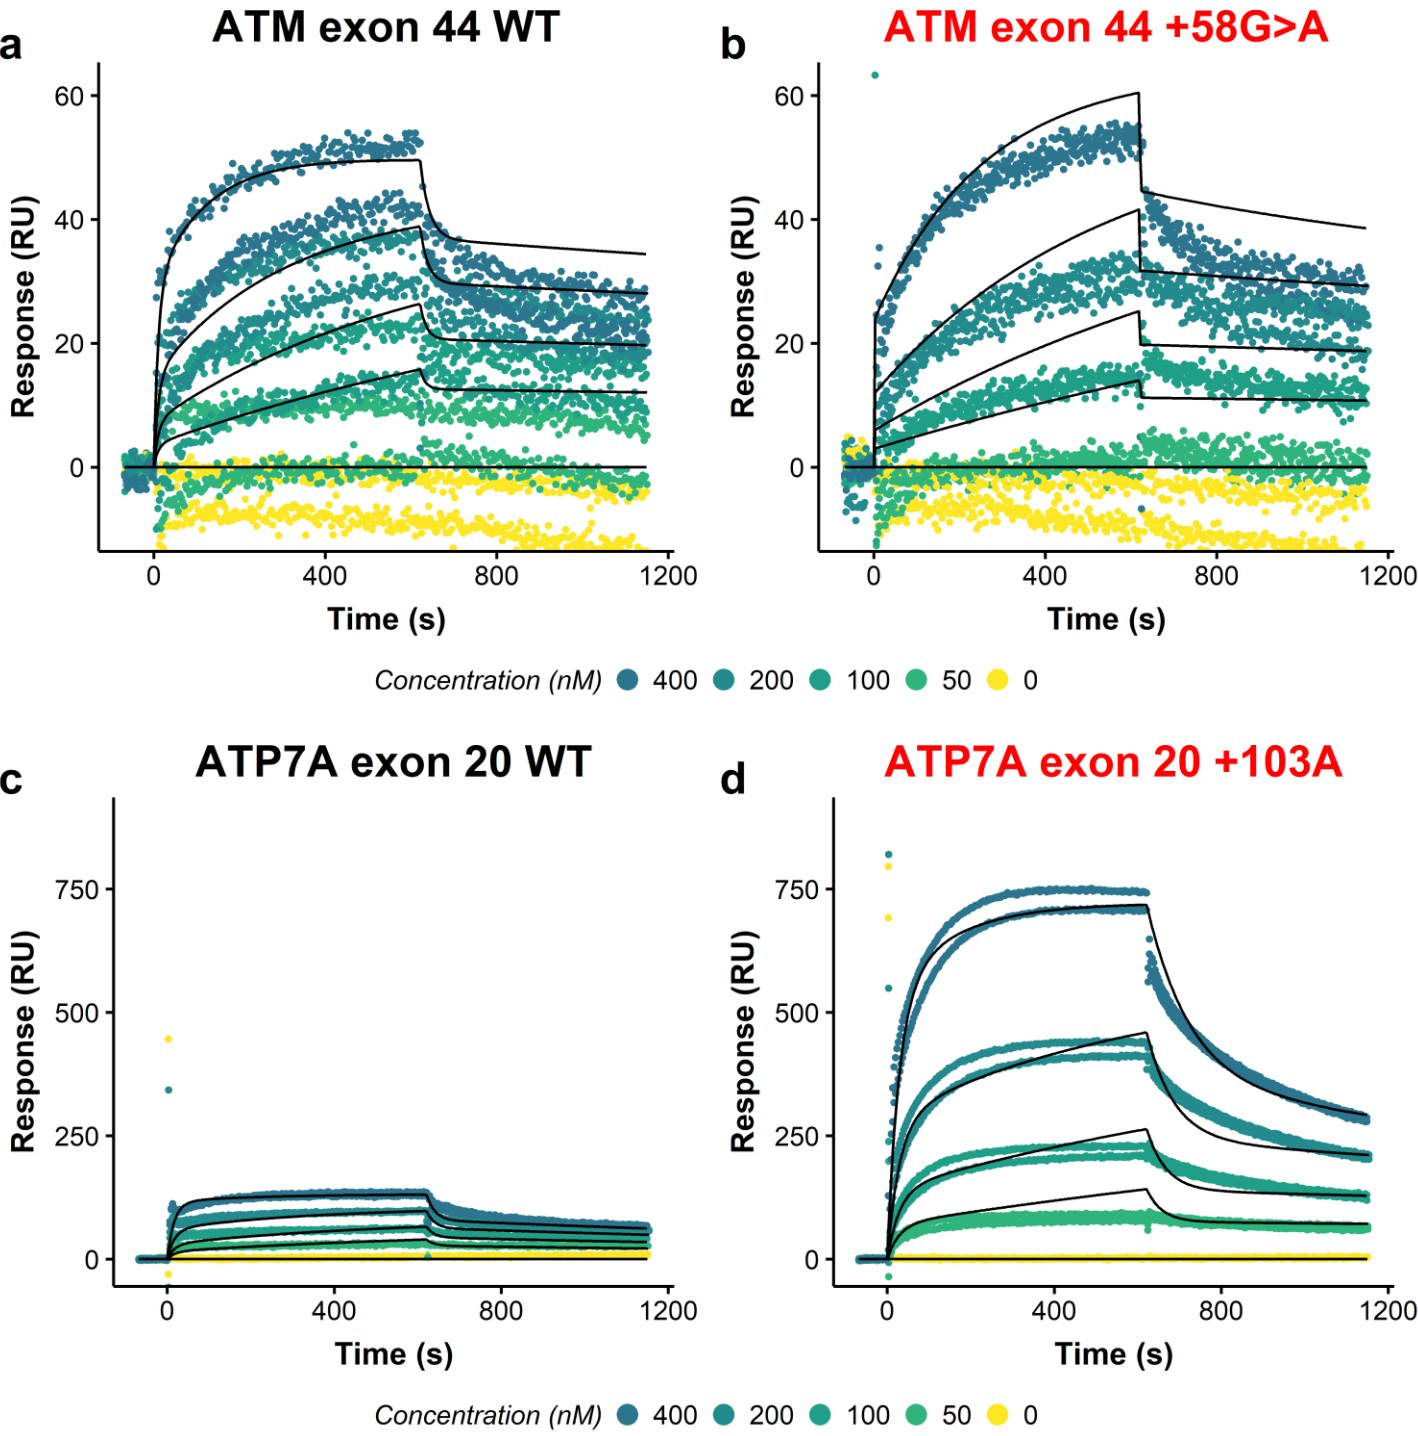 a
ATM exon 44 WT
60
40
20
0
Response (RU)
0 400 800 1200
Time (s)
b
ATM exon 44 +58G>A
60
40
20
0
Response (RU)
0 400 800 1200
Time (s)
Concentration (nM) 400 200 100 50 0
c
ATP7A exon 20 WT
750
500
250
0
Response (RU)
0 400 800 1200
Time (s)
d
ATP7A exon 20 +103A
750
500
250
0
Response (RU)
0 400 800 1200
Time (s)
Concentration (nM) 400 200 100 50 0